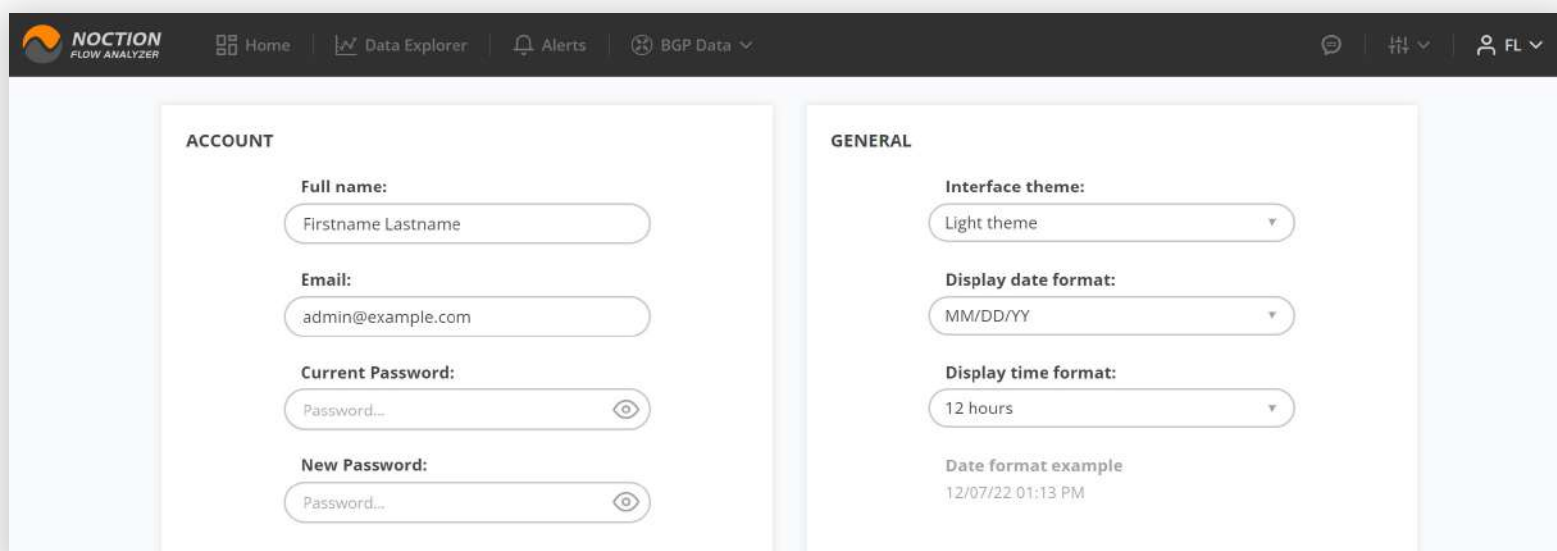 NOCTION
FLOW ANALYZER
Home
Data Explorer
Alerts
BGP Data
FL
ACCOUNT
Full name:
Firstname Lastname
Email:
admin@example.com
Current Password:
Password...
New Password:
Password...
GENERAL
Interface theme:
Light theme
Display date format:
MM/DD/YY
Display time format:
12 hours
Date format example
12/07/22 01:13 PM